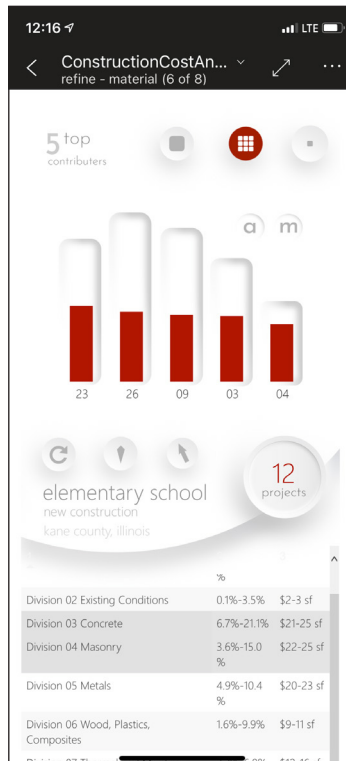 12:16
LTE
ConstructionCostAn...
refine - material (6 of 8)
5 top
contributers
a m
23 26 09 03 04
12
projects
elementary school
new construction
kane county, illinois
%
Division 02 Existing Conditions 0.1%-3.5% $2-3 sf
Division 03 Concrete 6.7%-21.1% $21-25 sf
Division 04 Masonry 3.6%-15.0 $22-25 sf
%
Division 05 Metals 4.9%-10.4 $20-23 sf
%
Division 06 Wood, Plastics, 1.6%-9.9% $9-11 sf
Composites